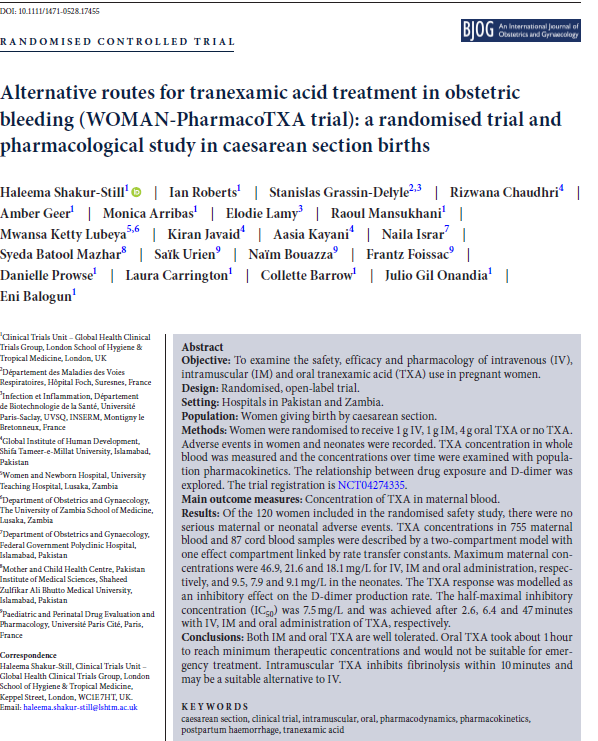 DOI: 10.1111/1471-0528.17455
RANDOMISED CONTROLLED TRIAL
BJOG An International Journal of
Obstetrics and Gynaecology
Alternative routes for tranexamic acid treatment in obstetric
bleeding (WOMAN-PharmacoTXA trial): a randomised trial and
pharmacological study in caesarean section births
Haleema Shakur-Still1 | Ian Roberts1 | Stanislas Grassin-Delyle2,3 | Rizwana Chaudhri4 |
Amber Geer1 | Monica Arribas1 | Elodie Lamy3 | Raoul Mansukhani1 |
Mwansa Ketty Lubeya5,6 | Kiran Javaid4 | Aasia Kayani4 | Naila Israr7 |
Syeda Batool Mazhar8 | Saïk Urien9 | Naïm Bouazza9 | Frantz Foissac9 |
Danielle Prowse1 | Laura Carrington1 | Collette Barrow1 | Julio Gil Onandia1 |
Eni Balogun1
1Clinical Trials Unit – Global Health Clinical
Trials Group, London School of Hygiene &
Tropical Medicine, London, UK
2Département des Maladies des Voies
Respiratoires, Hôpital Foch, Suresnes, France
3Infection et Inflammation, Département
de Biotechnologie de la Santé, Université
Paris-Saclay, UVSQ, INSERM, Montigny le
Bretonneux, France
4Global Institute of Human Development,
Shifa Tameer-e-Millat University, Islamabad,
Pakistan
5Women and Newborn Hospital, University
Teaching Hospital, Lusaka, Zambia
6Department of Obstetrics and Gynaecology,
The University of Zambia School of Medicine,
Lusaka, Zambia
7Department of Obstetrics and Gynaecology,
Federal Government Polyclinic Hospital,
Islamabad, Pakistan
8Mother and Child Health Centre, Pakistan
Institute of Medical Sciences, Shaheed
Zulfikar Ali Bhutto Medical University,
Islamabad, Pakistan
9Paediatric and Perinatal Drug Evaluation and
Pharmacology, Université Paris Cité, Paris,
France
Correspondence
Haleema Shakur-Still, Clinical Trials Unit –
Global Health Clinical Trials Group, London
School of Hygiene & Tropical Medicine,
Keppel Street, London, WC1E7HT, UK.
Email: haleema.shakur-still@lshtm.ac.uk
Abstract
Objective: To examine the safety, efficacy and pharmacology of intravenous (IV),
intramuscular (IM) and oral tranexamic acid (TXA) use in pregnant women.
Design: Randomised, open-label trial.
Setting: Hospitals in Pakistan and Zambia.
Population: Women giving birth by caesarean section.
Methods: Women were randomised to receive 1 g IV, 1 g IM, 4 g oral TXA or no TXA.
Adverse events in women and neonates were recorded. TXA concentration in whole
blood was measured and the concentrations over time were examined with popula-
tion pharmacokinetics. The relationship between drug exposure and D-dimer was
explored. The trial registration is NCT04274335.
Main outcome measures: Concentration of TXA in maternal blood.
Results: Of the 120 women included in the randomised safety study, there were no
serious maternal or neonatal adverse events. TXA concentrations in 755 maternal
blood and 87 cord blood samples were described by a two-compartment model with
one effect compartment linked by rate transfer constants. Maximum maternal con-
centrations were 46.9, 21.6 and 18.1 mg/L for IV, IM and oral administration, respec-
tively, and 9.5, 7.9 and 9.1 mg/L in the neonates. The TXA response was modelled as
an inhibitory effect on the D-dimer production rate. The half-maximal inhibitory
concentration (IC50) was 7.5 mg/L and was achieved after 2.6, 6.4 and 47 minutes
with IV, IM and oral administration of TXA, respectively.
Conclusions: Both IM and oral TXA are well tolerated. Oral TXA took about 1 hour
to reach minimum therapeutic concentrations and would not be suitable for emer-
gency treatment. Intramuscular TXA inhibits fibrinolysis within 10 minutes and
may be a suitable alternative to IV.
KEYWORDS
caesarean section, clinical trial, intramuscular, oral, pharmacodynamics, pharmacokinetics,
postpartum haemorrhage, tranexamic acid